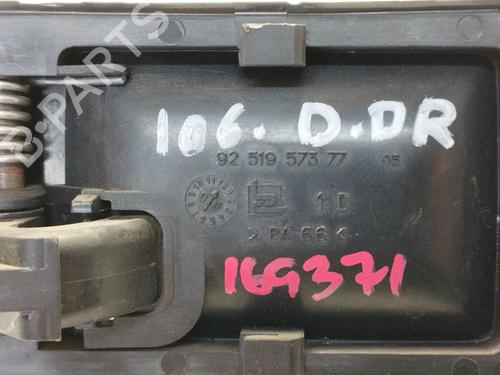 B-PARTS
106. D.DR
92 519 573 77 05
1 D
> PA 66 <
169371